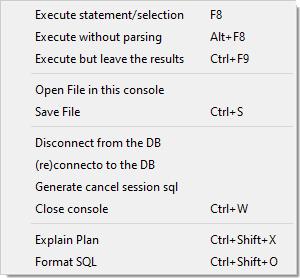 Execute statement/selection F8
Execute without parsing Alt+F8
Execute but leave the results Ctrl+F9
Open File in this console
Save File Ctrl+S
Disconnect from the DB
(re)connecto to the DB
Generate cancel session sql
Close console Ctrl+W
Explain Plan Ctrl+Shift+X
Format SQL Ctrl+Shift+O